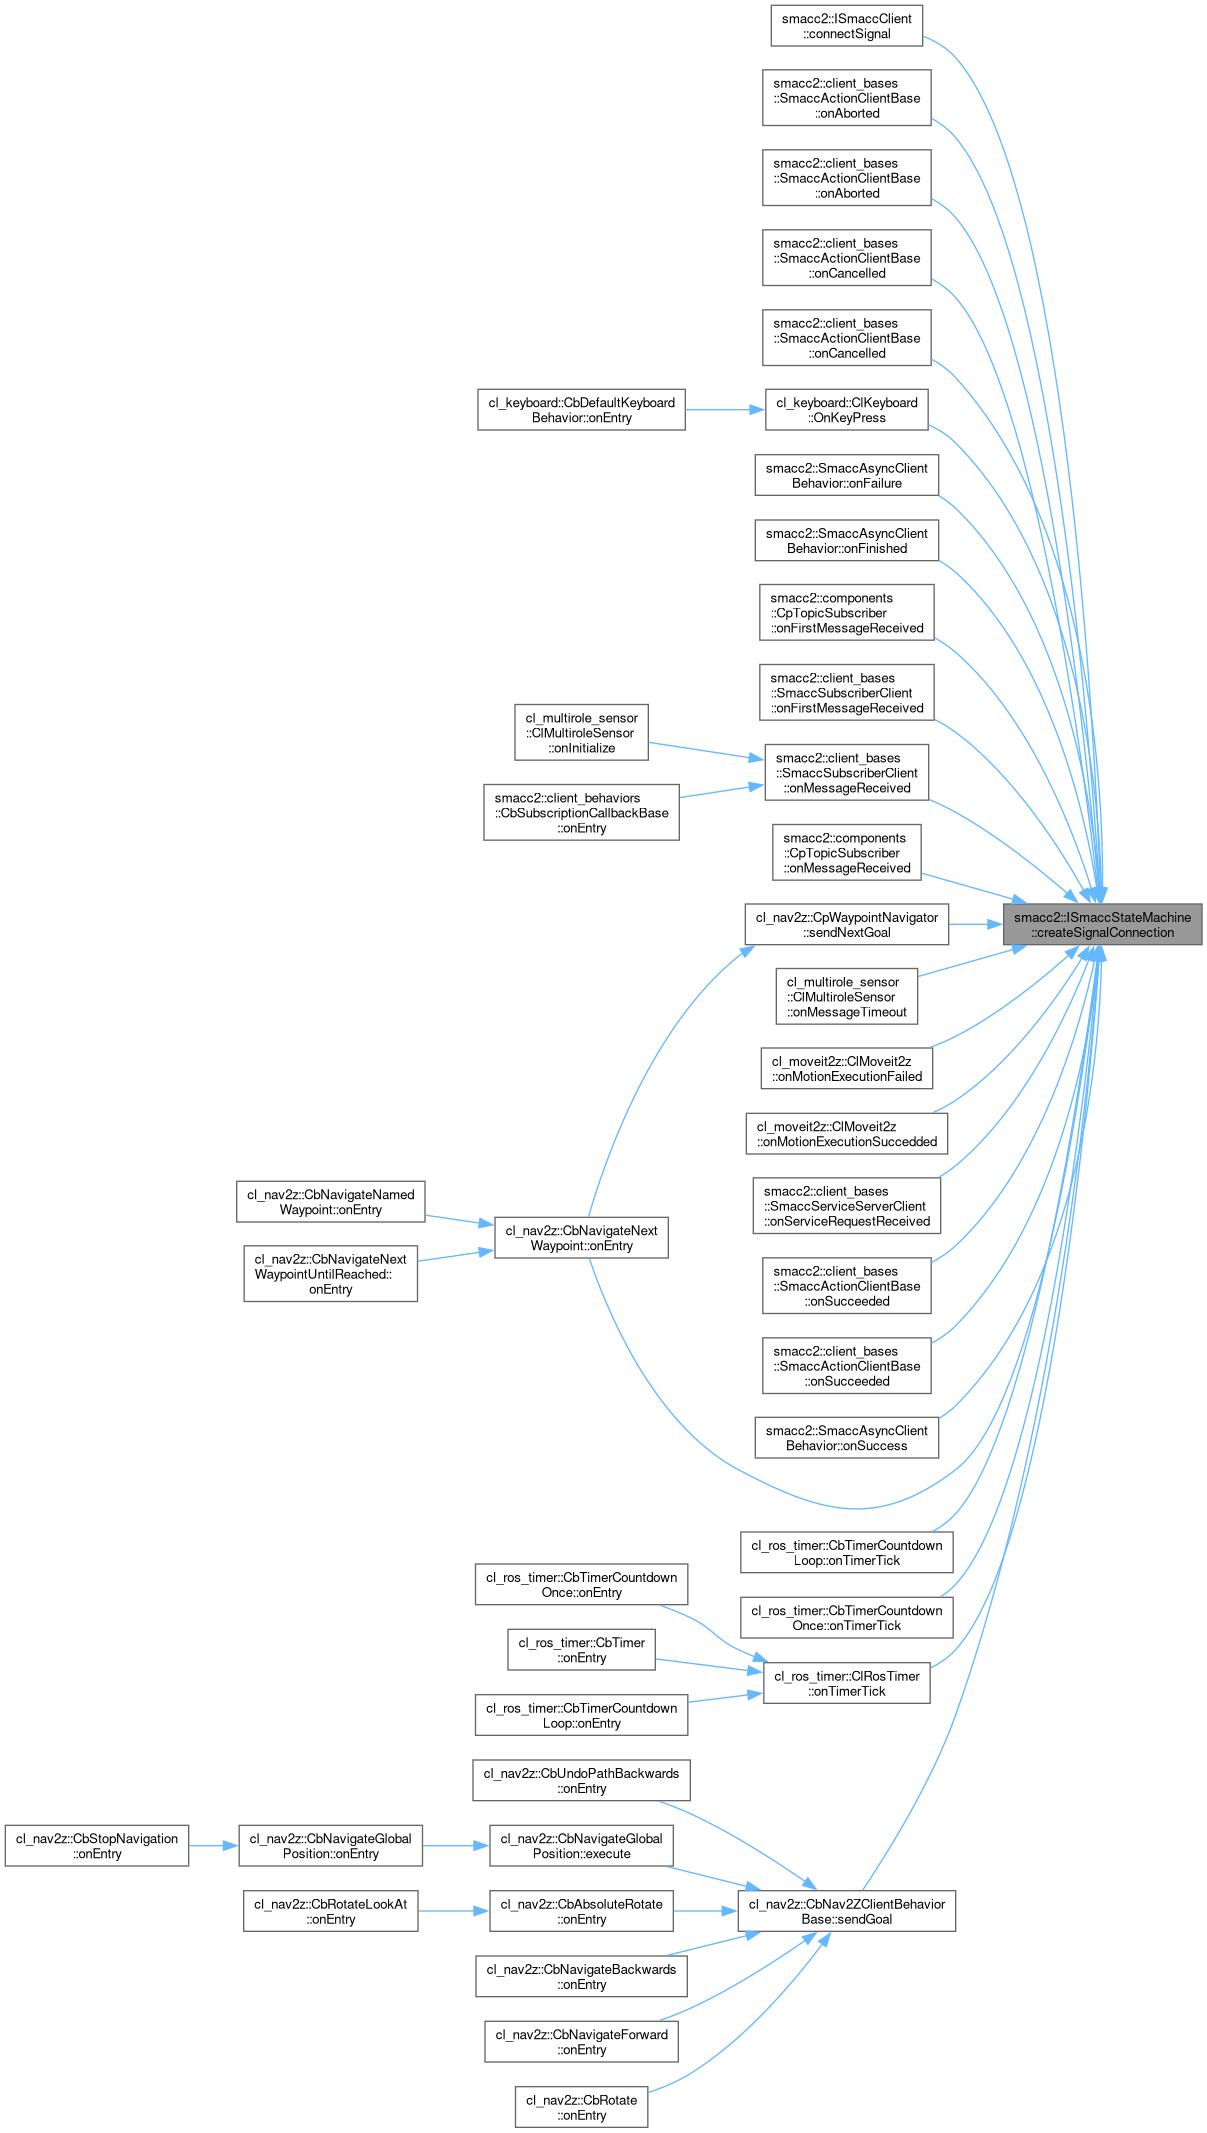 smacc2::ISmaccClient
::connectSignal
smacc2::client_bases
::SmaccActionClientBase
::onAborted
smacc2::client_bases
::SmaccActionClientBase
::onAborted
smacc2::client_bases
::SmaccActionClientBase
::onCancelled
smacc2::client_bases
::SmaccActionClientBase
::onCancelled
cl_keyboard::CbDefaultKeyboard
Behavior::onEntry
cl_keyboard::ClKeyboard
::OnKeyPress
smacc2::SmaccAsyncClient
Behavior::onFailure
smacc2::SmaccAsyncClient
Behavior::onFinished
smacc2::components
::CpTopicSubscriber
::onFirstMessageReceived
smacc2::client_bases
::SmaccSubscriberClient
::onFirstMessageReceived
cl_multirole_sensor
::ClMultiroleSensor
::onInitialize
smacc2::client_behaviors
::CbSubscriptionCallbackBase
::onEntry
smacc2::client_bases
::SmaccSubscriberClient
::onMessageReceived
smacc2::components
::CpTopicSubscriber
::onMessageReceived
cl_nav2z::CpWaypointNavigator
::sendNextGoal
smacc2::ISmaccStateMachine
::createSignalConnection
cl_multirole_sensor
::ClMultiroleSensor
::onMessageTimeout
cl_moveit2z::ClMoveit2z
::onMotionExecutionFailed
cl_moveit2z::ClMoveit2z
::onMotionExecutionSuccedded
smacc2::client_bases
::SmaccServiceServerClient
::onServiceRequestReceived
cl_nav2z::CbNavigateNamed
Waypoint::onEntry
cl_nav2z::CbNavigateNext
WaypointUntilReached::
onEntry
cl_nav2z::CbNavigateNext
Waypoint::onEntry
smacc2::client_bases
::SmaccActionClientBase
::onSucceeded
smacc2::client_bases
::SmaccActionClientBase
::onSucceeded
smacc2::SmaccAsyncClient
Behavior::onSuccess
cl_ros_timer::CbTimerCountdown
Loop::onTimerTick
cl_ros_timer::CbTimerCountdown
Once::onEntry
cl_ros_timer::CbTimerCountdown
Once::onTimerTick
cl_ros_timer::CbTimer
::onEntry
cl_ros_timer::ClRosTimer
::onTimerTick
cl_ros_timer::CbTimerCountdown
Loop::onEntry
cl_nav2z::CbUndoPathBackwards
::onEntry
cl_nav2z::CbStopNavigation
::onEntry
cl_nav2z::CbNavigateGlobal
Position::onEntry
cl_nav2z::CbNavigateGlobal
Position::execute
cl_nav2z::CbRotateLookAt
::onEntry
cl_nav2z::CbAbsoluteRotate
::onEntry
cl_nav2z::CbNav2ZClientBehavior
Base::sendGoal
cl_nav2z::CbNavigateBackwards
::onEntry
cl_nav2z::CbNavigateForward
::onEntry
cl_nav2z::CbRotate
::onEntry